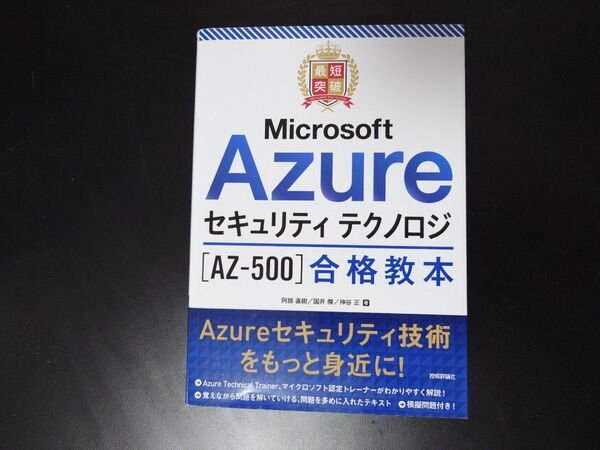 最短
突破
Microsoft
Azure
セキュリティ テクノロジ
[AZ-500]合格教本
阿部 直樹/国井 傑/神谷 正 著
Azureセキュリティ技術
をもっと身近に!
技術評論社
→Azure Technical Trainer、マイクロソフト認定トレーナーがわかりやすく解説!
→覚えながら問題を解いていける、問題を多めに入れたテキスト →模擬問題付き!